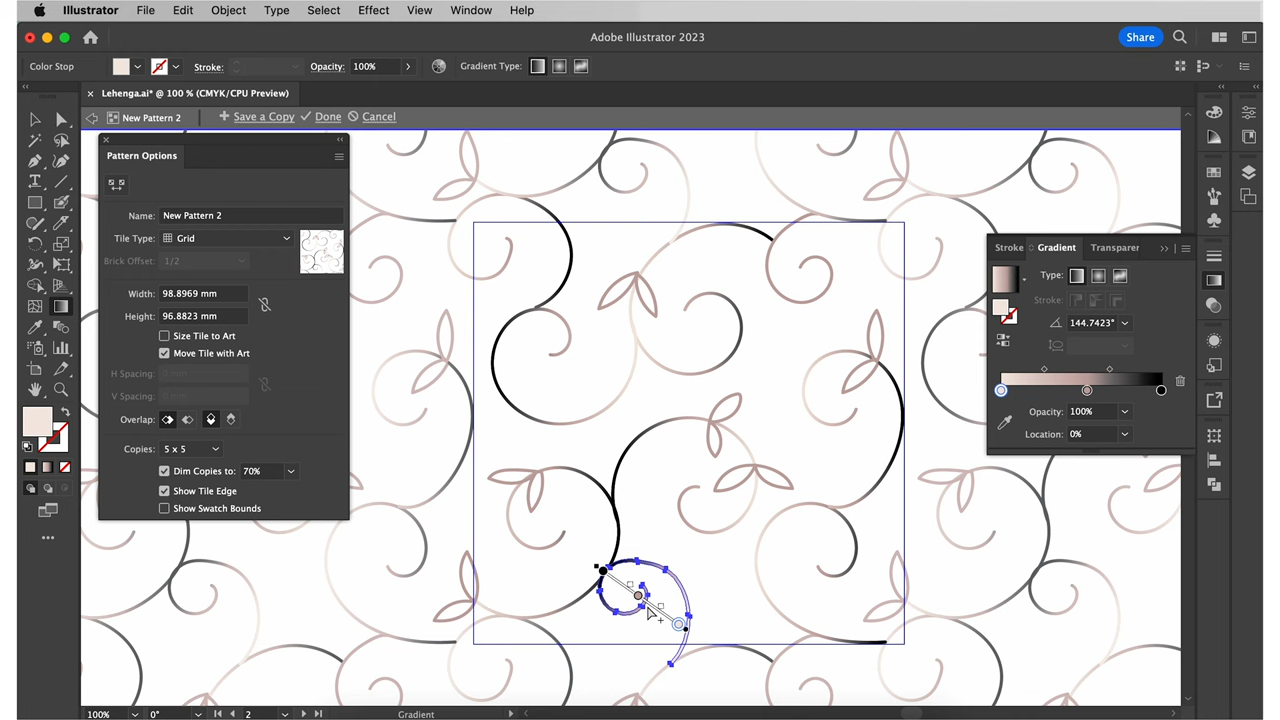 Illustrator File Edit Object Type Select Effect View Window Help
Adobe Illustrator 2023
Share
Color Stop Stroke: Opacity: 100% Gradient Type:
× Lehenga.ai* @ 100 % (CMYK/CPU Preview)
New Pattern 2 + Save a Copy Done Cancel
Pattern Options
Name: New Pattern 2
Tile Type: Grid
Brick Offset: 1/2
Width: 98.8969 mm
Height: 96.8823 mm
Size Tile to Art
Move Tile with Art
H Spacing:
V Spacing:
Overlap:
Copies: 5 x 5
Dim Copies to: 70%
Show Tile Edge
Show Swatch Bounds
Stroke Gradient Transparer
Type:
Stroke:
144.7423°
Opacity: 100%
Location: 0%
100% 0° 2 Gradient